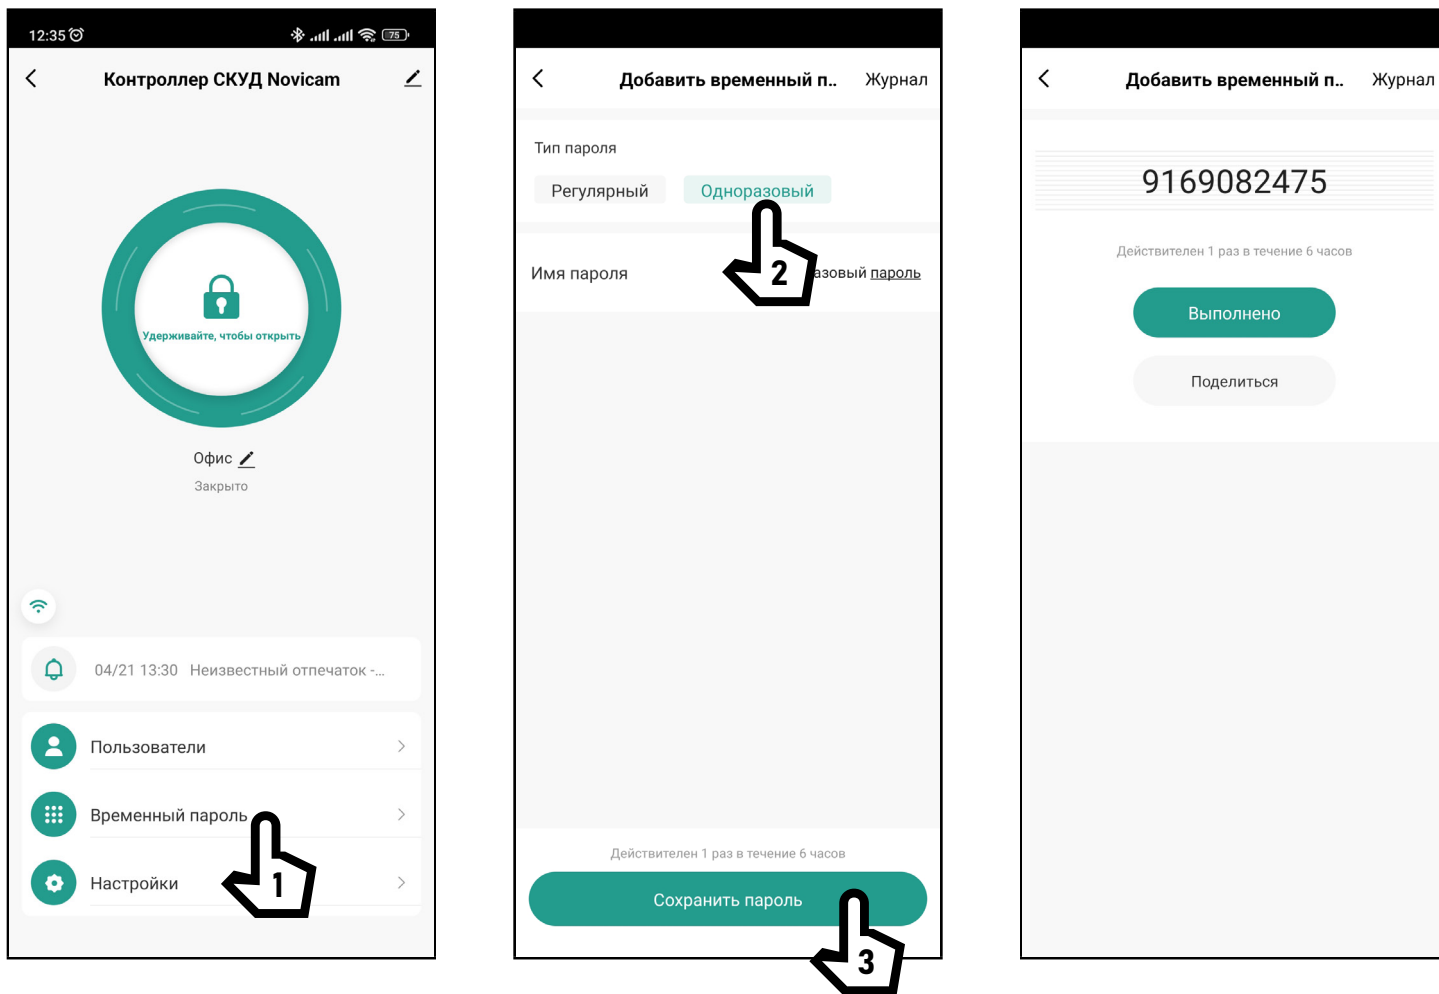 12:35
75
Контроллер СКУД Novicam
Удерживайте, чтобы открыть
Офис
Закрыто
04/21 13:30 Неизвестный отпечаток -...
Пользователи
Временный пароль
1
Настройки
Добавить временный п.. Журнал
Тип пароля
Регулярный Одноразовый
2
Имя пароля пароль
Действителен 1 раз в течение 6 часов
Сохранить пароль
3
Добавить временный п.. Журнал
9169082475
Действителен 1 раз в течение 6 часов
Выполнено
Поделиться